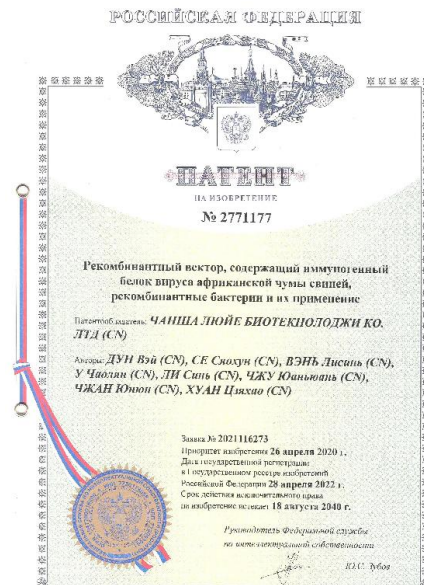 РОССИЙСКАЯ ФЕДЕРАЦИЯ
ПАТЕНТ
НА ИЗОБРЕТЕНИЕ
№ 2771177
Рекомбинантный вектор, содержащий иммуногенный
белок вируса африканской чумы свиней,
рекомбинантные бактерии и их применение
Патентообладатель: ЧАНША ЛЮЙЕ БИОТЕКНОЛОДЖИ КО.
ЛТД (CN)
Авторы: ДУН Вэй (CN), СЕ Сяохун (CN), ВЭНЬ Лисинь (CN),
У Чаолян (CN), ЛИ Синь (CN), ЧЖУ Юаньюань (CN),
ЧЖАН Юнюн (CN), ХУАН Цзяхао (CN)
Заявка № 2021116273
Приоритет изобретения 26 апреля 2020 г.
Дата государственной регистрации
в Государственном реестре изобретений
Российской Федерации 28 апреля 2022 г.
Срок действия исключительного права
на изобретение истекает 18 августа 2040 г.
Руководитель Федеральной службы
по интеллектуальной собственности
Ю.С. Зубов